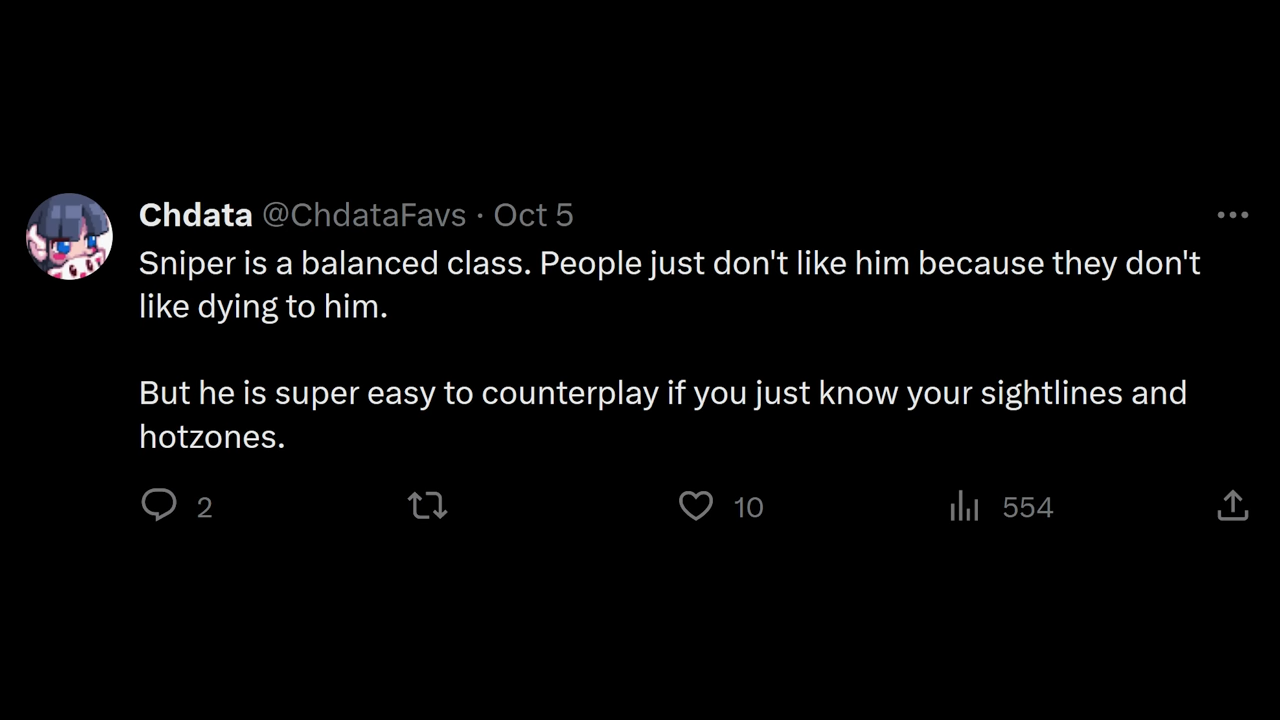 Chdata @ChdataFavs · Oct 5
Sniper is a balanced class. People just don't like him because they don't
like dying to him.
But he is super easy to counterplay if you just know your sightlines and
hotzones.
2 10 554